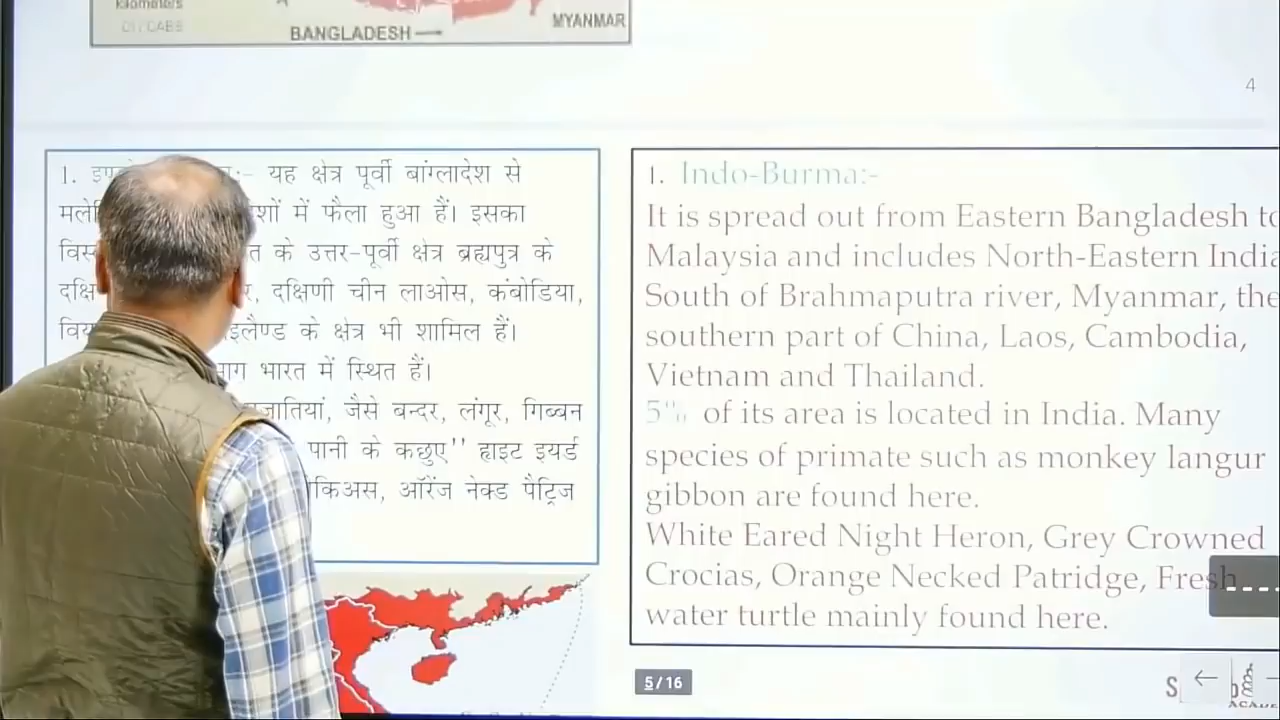 kilometers
BANGLADESH
MYANMAR
4
1. :- यह क्षेत्र पूर्वी बांग्लादेश से
में फैला हुआ हैं। इसका
के उत्तर-पूर्वी क्षेत्र ब्रह्मपुत्र के
दक्षिणी चीन लाओस, कंबोडिया,
के क्षेत्र भी शामिल हैं।
भारत में स्थित हैं।
जैसे बन्दर, लंगूर, गिब्बन
पानी के कछुए'' ह्वाइट इयर्ड
ऑरेंज नेक्ड पैट्रिज
1. Indo-Burma:-
It is spread out from Eastern Bangladesh to
Malaysia and includes North-Eastern India
South of Brahmaputra river, Myanmar, the
southern part of China, Laos, Cambodia,
Vietnam and Thailand.
5% of its area is located in India. Many
species of primate such as monkey langur
gibbon are found here.
White Eared Night Heron, Grey Crowned
Crocias, Orange Necked Patridge, Fresh
water turtle mainly found here.
5/16